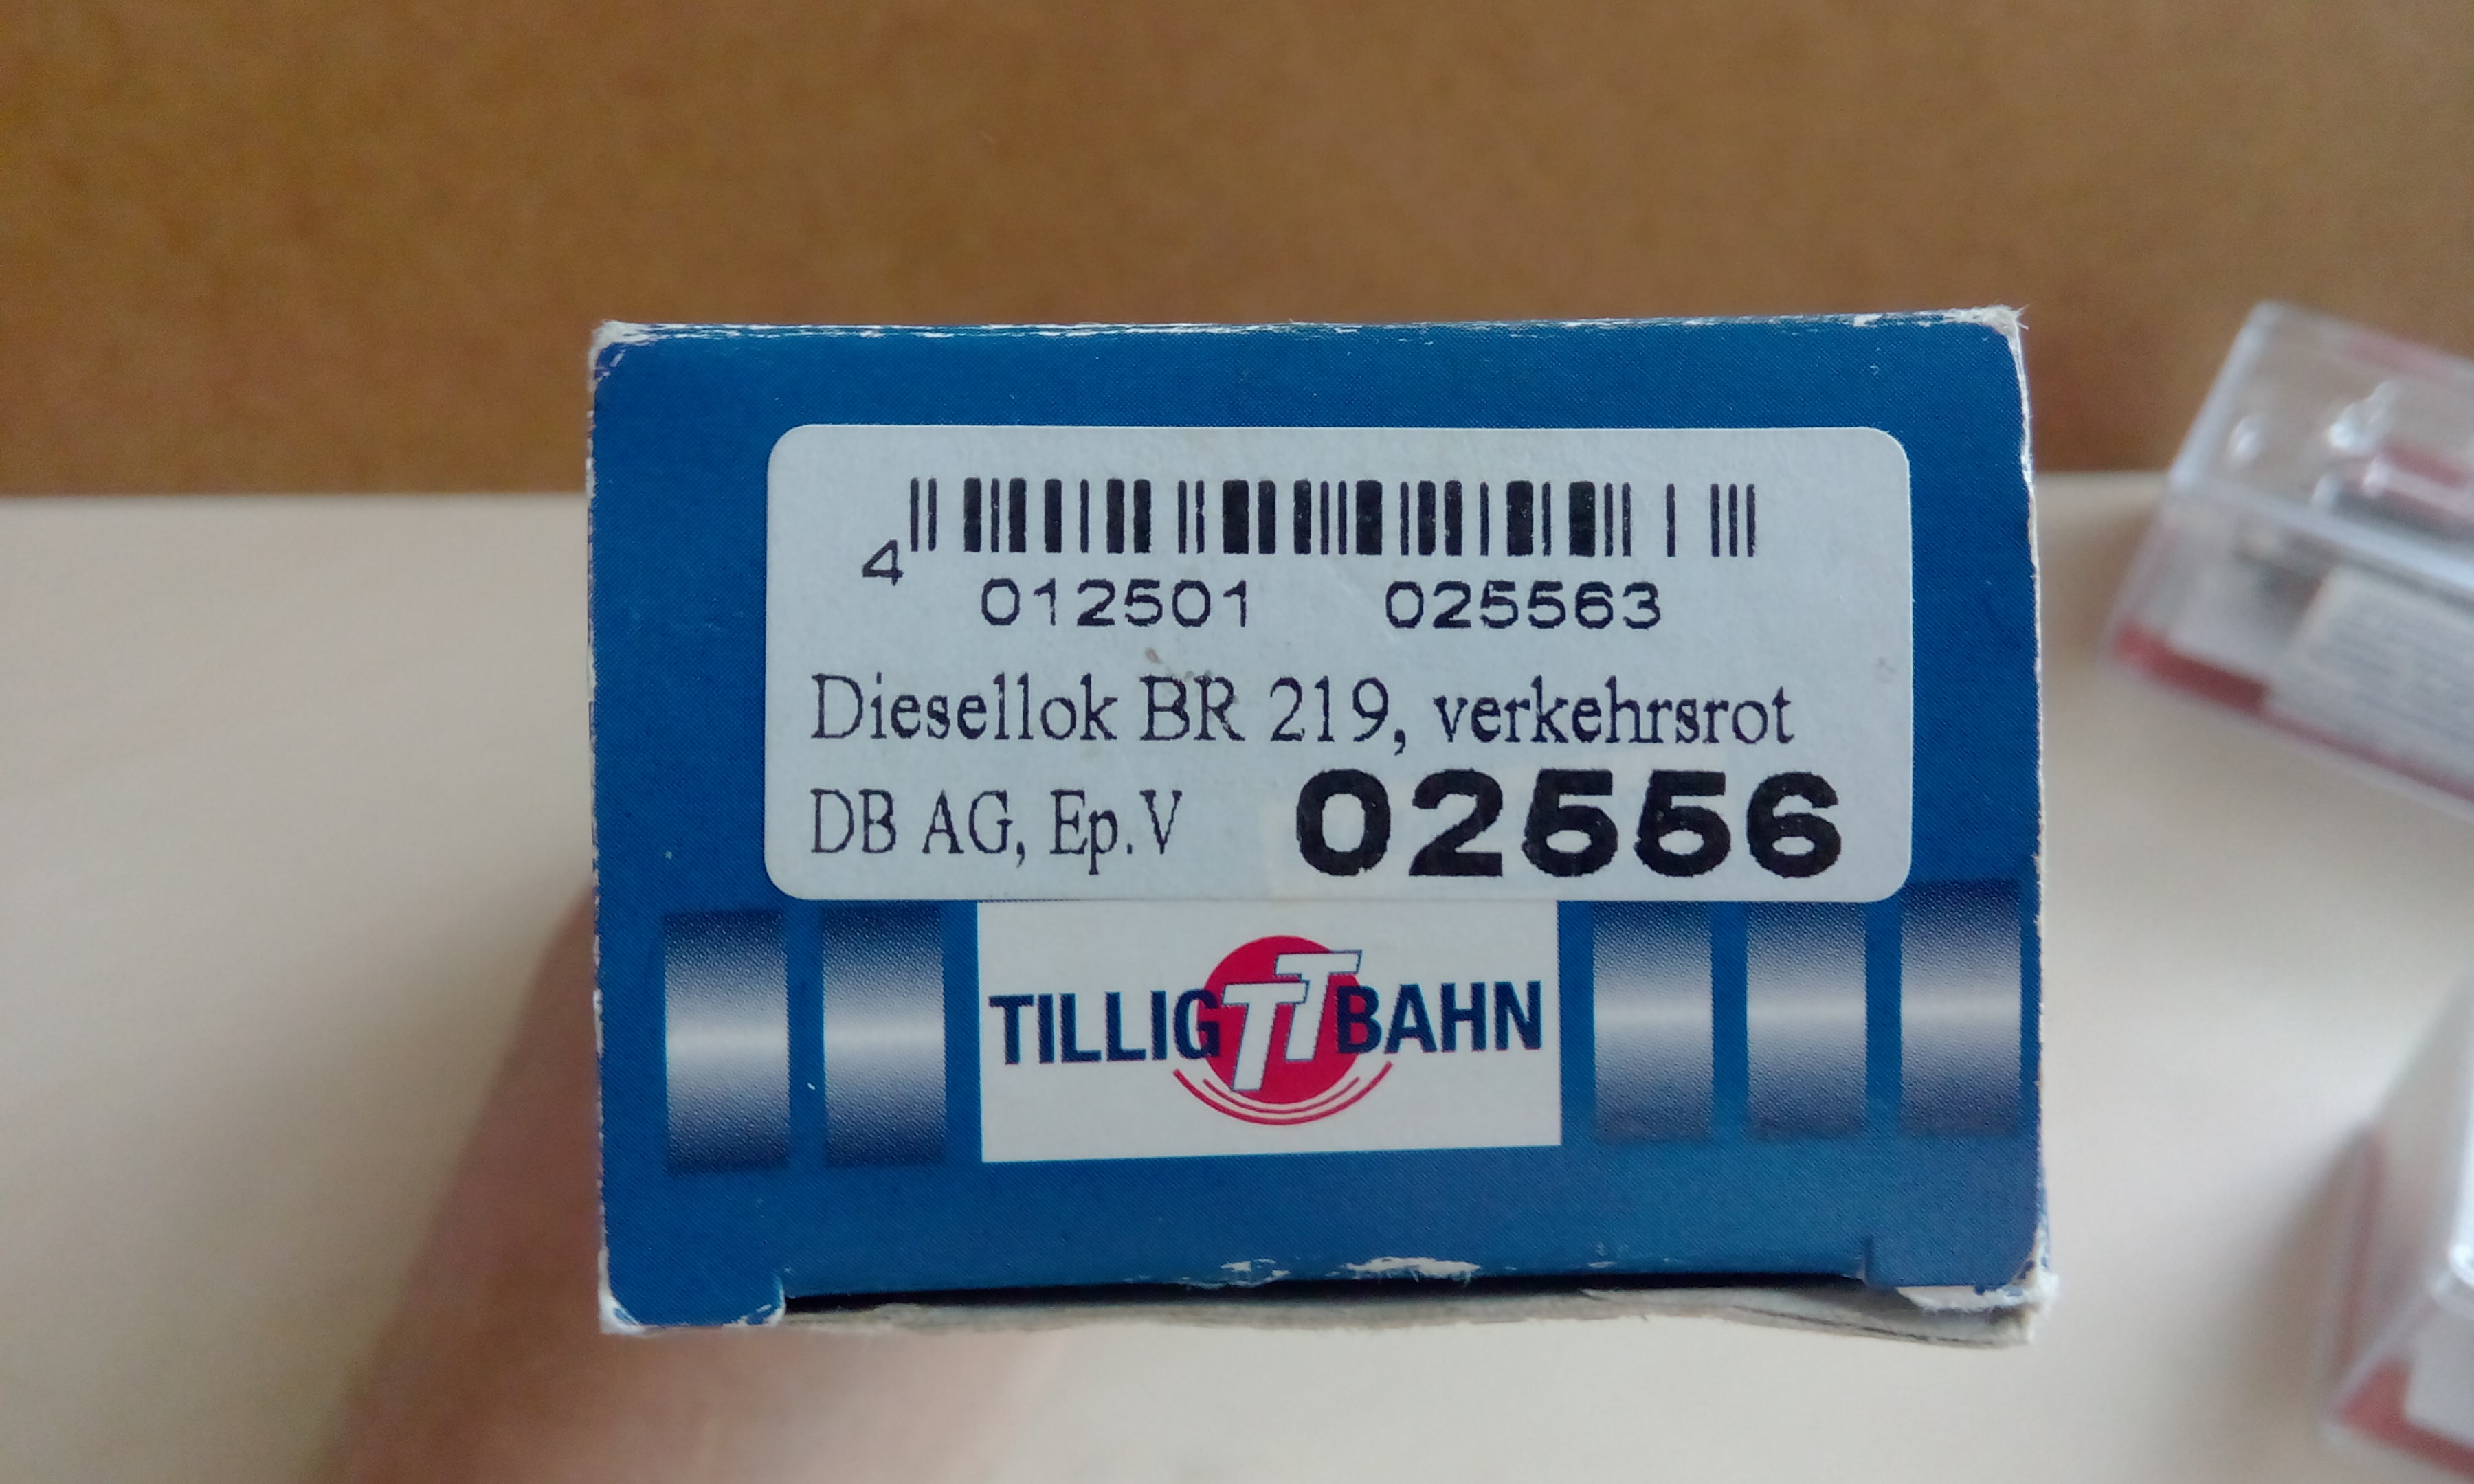 4 012501 025563
Diesellok BR 219, verkehrsrot
DB AG, Ep.V 02556
TILLIG TT BAHN